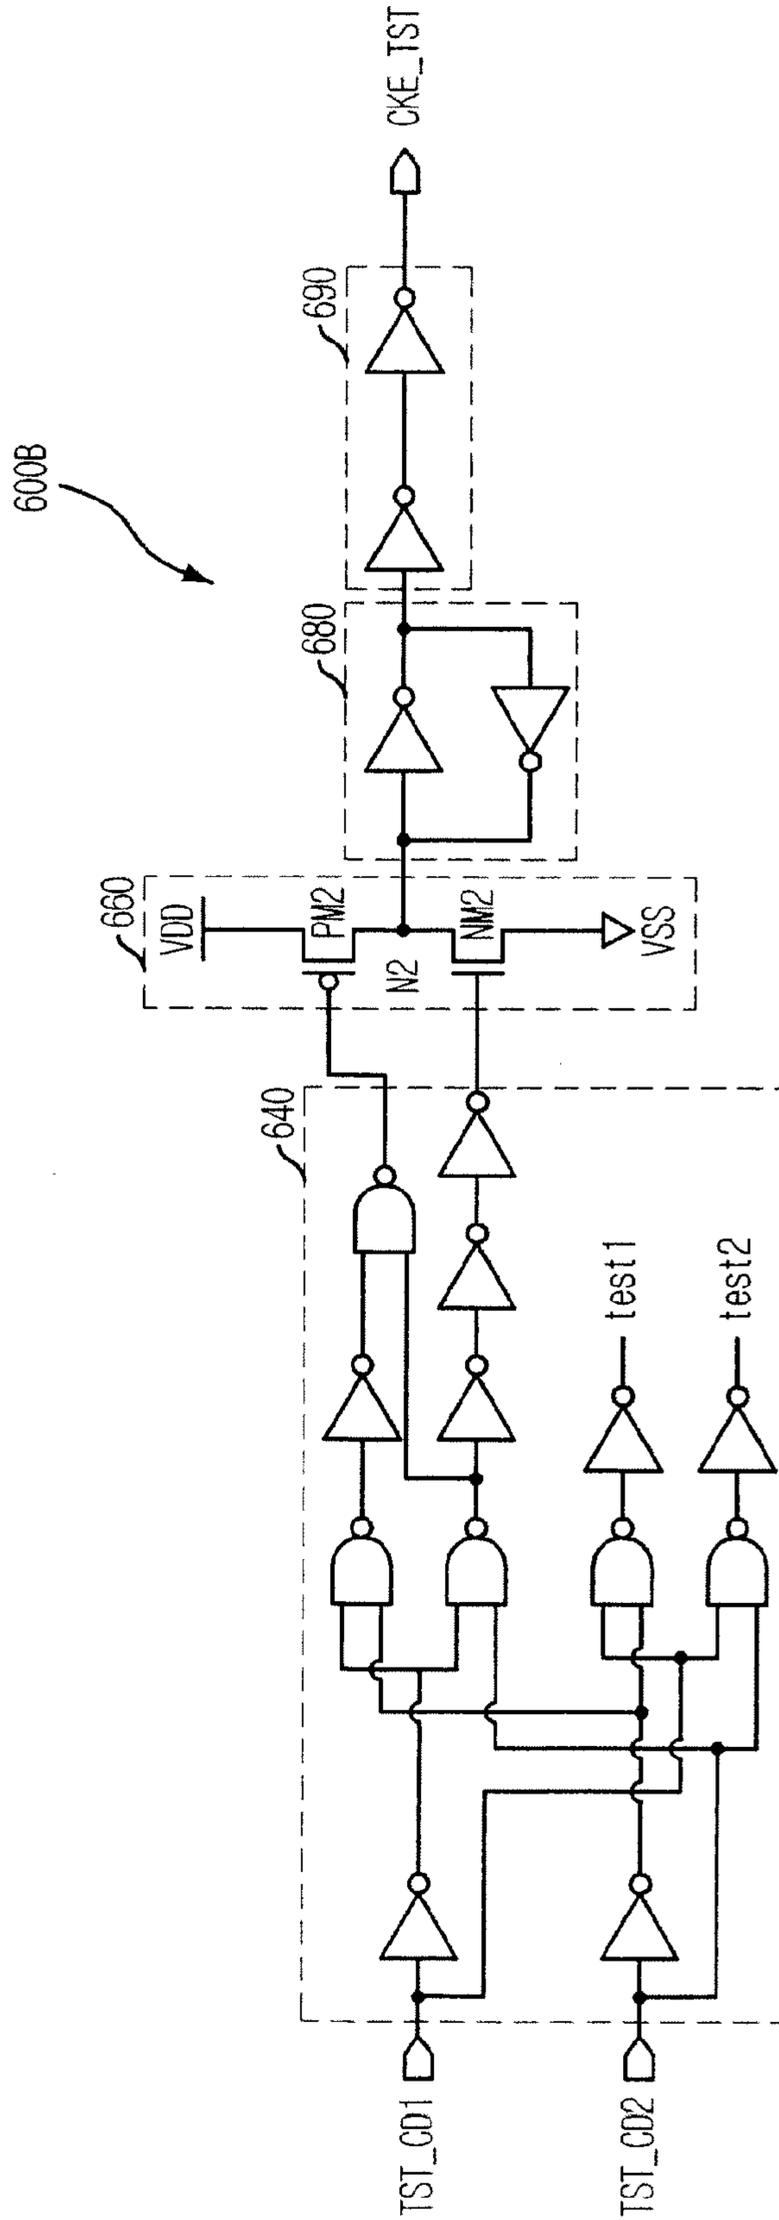 600B
TST_CD1
TST_CD2
640
test1
test2
660
VDD
PM2
N2
NM2
VSS
680
690
CKE_TST